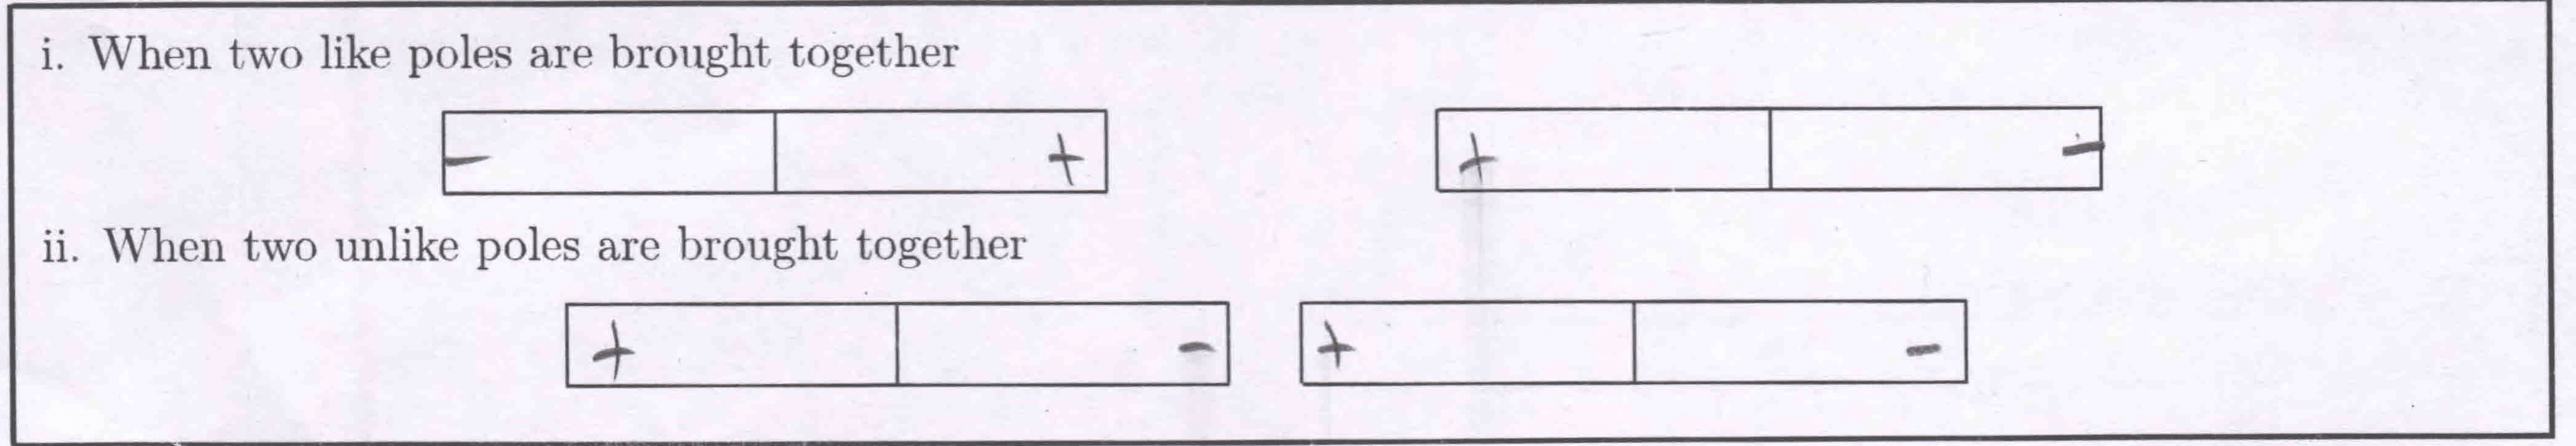 i. When two like poles are brought together
- + + -
ii. When two unlike poles are brought together
+ - + -